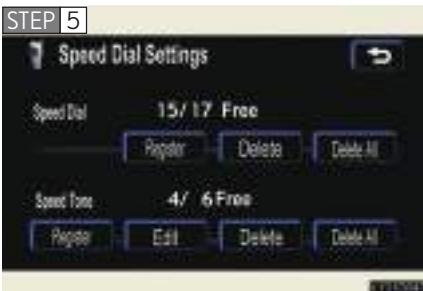 STEP 5
Speed Dial Settings
Speed Dial 15/17 Free
Register Delete Delete All
Speed Tone 4/ 6 Free
Register Edit Delete Delete All